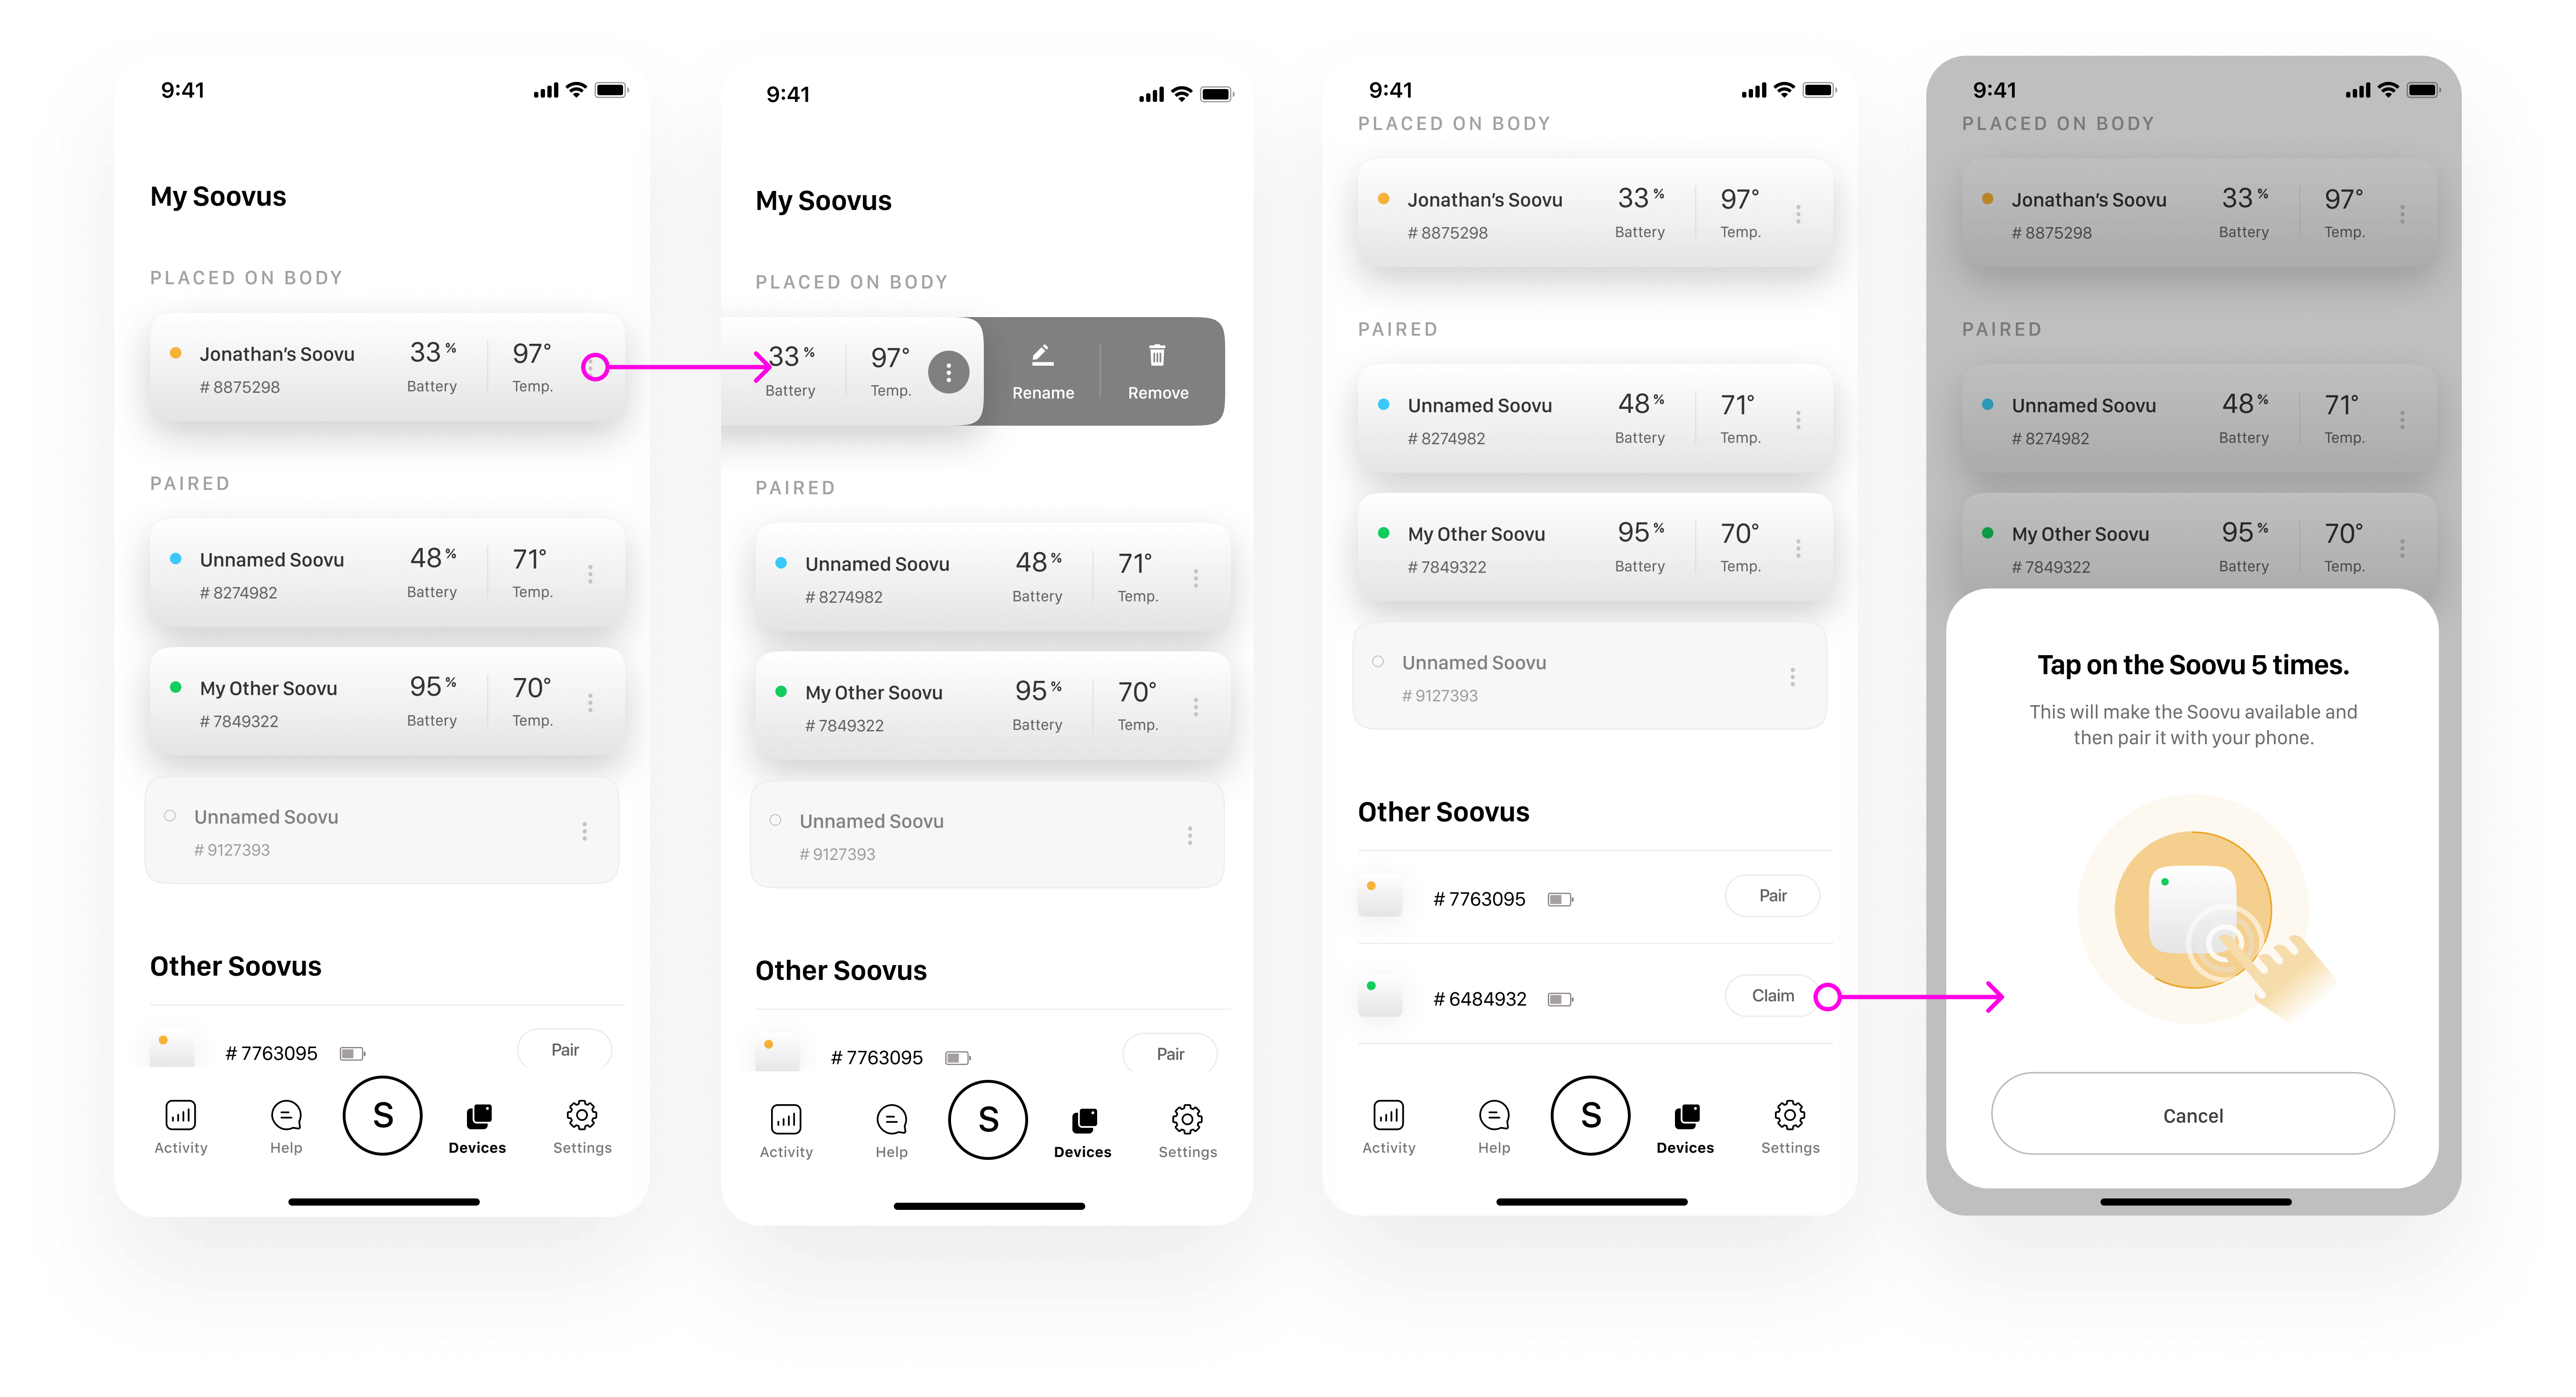 9:41
My Soovus
PLACED ON BODY
Jonathan's Soovu
# 8875298
33%
Battery
97°
Temp.
PAIRED
Unnamed Soovu
# 8274982
48%
Battery
71°
Temp.
My Other Soovu
# 7849322
95%
Battery
70°
Temp.
Unnamed Soovu
# 9127393
Other Soovus
# 7763095
Pair
S
Activity
Help
Devices
Settings
9:41
My Soovus
PLACED ON BODY
33%
Battery
97°
Temp.
Rename
Remove
PAIRED
Unnamed Soovu
# 8274982
48%
Battery
71°
Temp.
My Other Soovu
# 7849322
95%
Battery
70°
Temp.
Unnamed Soovu
# 9127393
Other Soovus
# 7763095
Pair
S
Activity
Help
Devices
Settings
9:41
PLACED ON BODY
Jonathan's Soovu
# 8875298
33%
Battery
97°
Temp.
PAIRED
Unnamed Soovu
# 8274982
48%
Battery
71°
Temp.
My Other Soovu
# 7849322
95%
Battery
70°
Temp.
Unnamed Soovu
# 9127393
Other Soovus
# 7763095
Pair
# 6484932
Claim
S
Activity
Help
Devices
Settings
9:41
PLACED ON BODY
Jonathan's Soovu
# 8875298
33%
Battery
97°
Temp.
PAIRED
Unnamed Soovu
# 8274982
48%
Battery
71°
Temp.
My Other Soovu
# 7849322
95%
Battery
70°
Temp.
Tap on the Soovu 5 times.
This will make the Soovu available and
then pair it with your phone.
Cancel